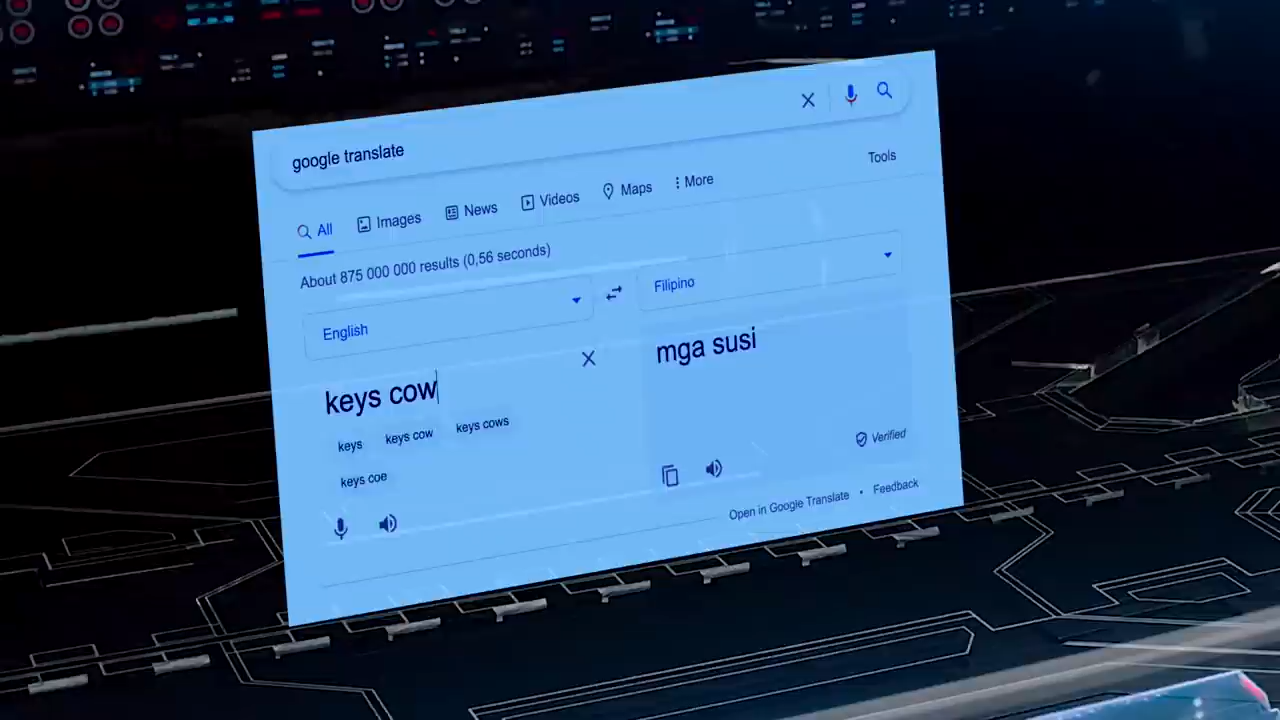 google translate
All Images News Videos Maps More Tools
About 875 000 000 results (0,56 seconds)
English Filipino
keys cow mga susi
keys keys cow keys cows
keys coe
Verified
Open in Google Translate • Feedback